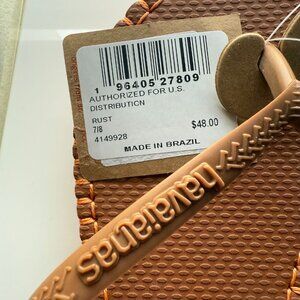 1 96405 27809
AUTHORIZED FOR U.S.
DISTRIBUTION
RUST
7/8
4149928
$48.00
MADE IN BRAZIL
havaianas